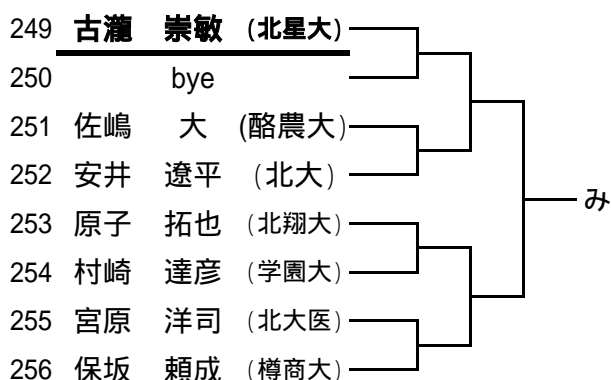 249 古瀧 崇敏 (北星大)
250 bye
251 佐嶋 大 (酪農大)
252 安井 遼平 (北大)
253 原子 拓也 (北翔大)
254 村崎 達彦 (学園大)
255 宮原 洋司 (北大医)
256 保坂 頼成 (樽商大)
み